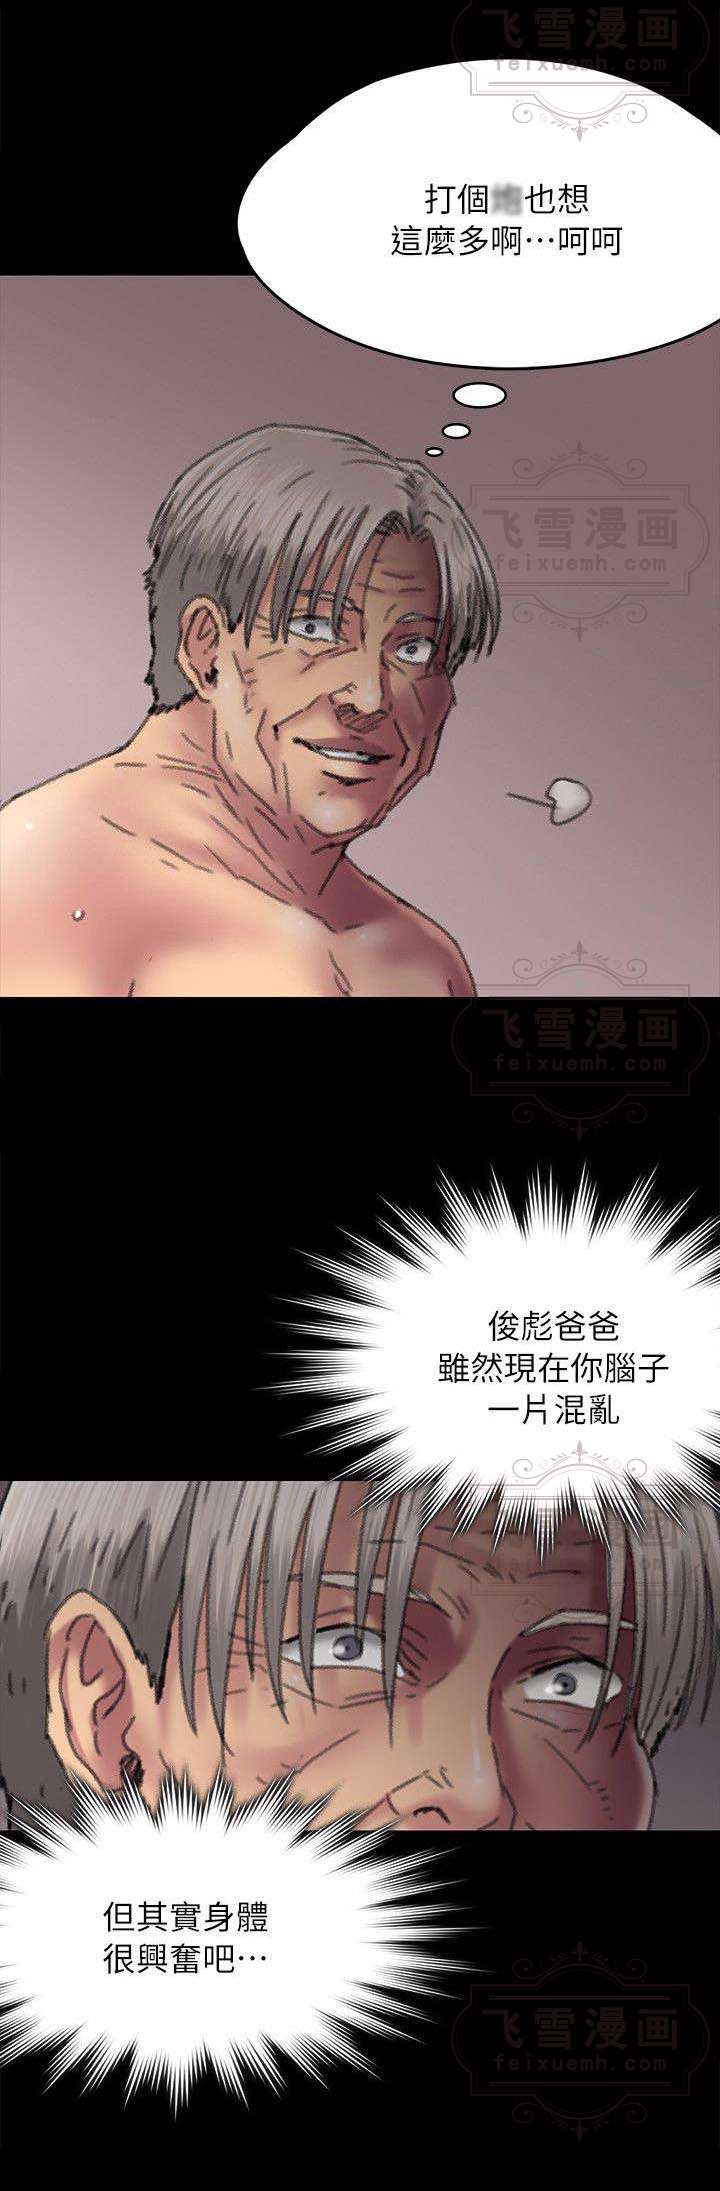 飞雪漫画
feixuemh.com
打個也想
這麼多啊…呵呵
飞雪漫画
feixuemh.com
飞雪漫画
feixuemh.com
俊彪爸爸
雖然現在你腦子
一片混亂
但其實身體
很興奮吧…
飞雪漫画
feixuemh.com